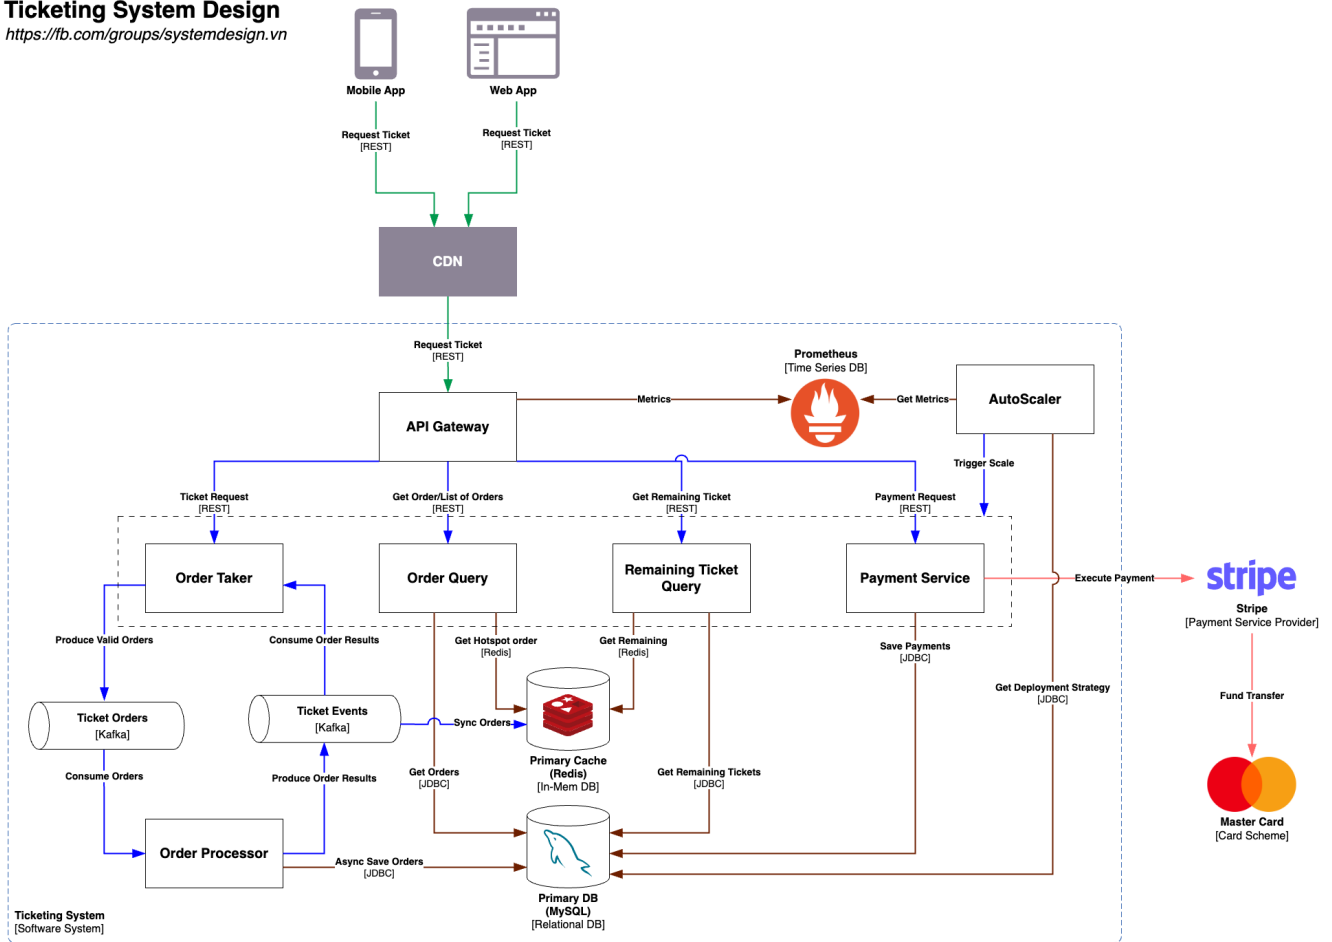 Ticketing System Design
https://fb.com/groups/systemdesign.vn
Mobile App
Web App
Request Ticket
[REST]
Request Ticket
[REST]
CDN
Request Ticket
[REST]
Prometheus
[Time Series DB]
API Gateway
Metrics
Get Metrics
AutoScaler
Trigger Scale
Ticket Request
[REST]
Get Order/List of Orders
[REST]
Get Remaining Ticket
[REST]
Payment Request
[REST]
Order Taker
Order Query
Remaining Ticket
Query
Payment Service
Execute Payment
stripe
Stripe
[Payment Service Provider]
Produce Valid Orders
Consume Order Results
Get Hotspot order
[Redis]
Get Remaining
[Redis]
Save Payments
[JDBC]
Get Deployment Strategy
[JDBC]
Fund Transfer
Ticket Orders
[Kafka]
Ticket Events
[Kafka]
Sync Orders
Primary Cache
(Redis)
[In-Mem DB]
Consume Orders
Produce Order Results
Get Orders
[JDBC]
Get Remaining Tickets
[JDBC]
Master Card
[Card Scheme]
Order Processor
Async Save Orders
[JDBC]
Primary DB
(MySQL)
[Relational DB]
Ticketing System
[Software System]